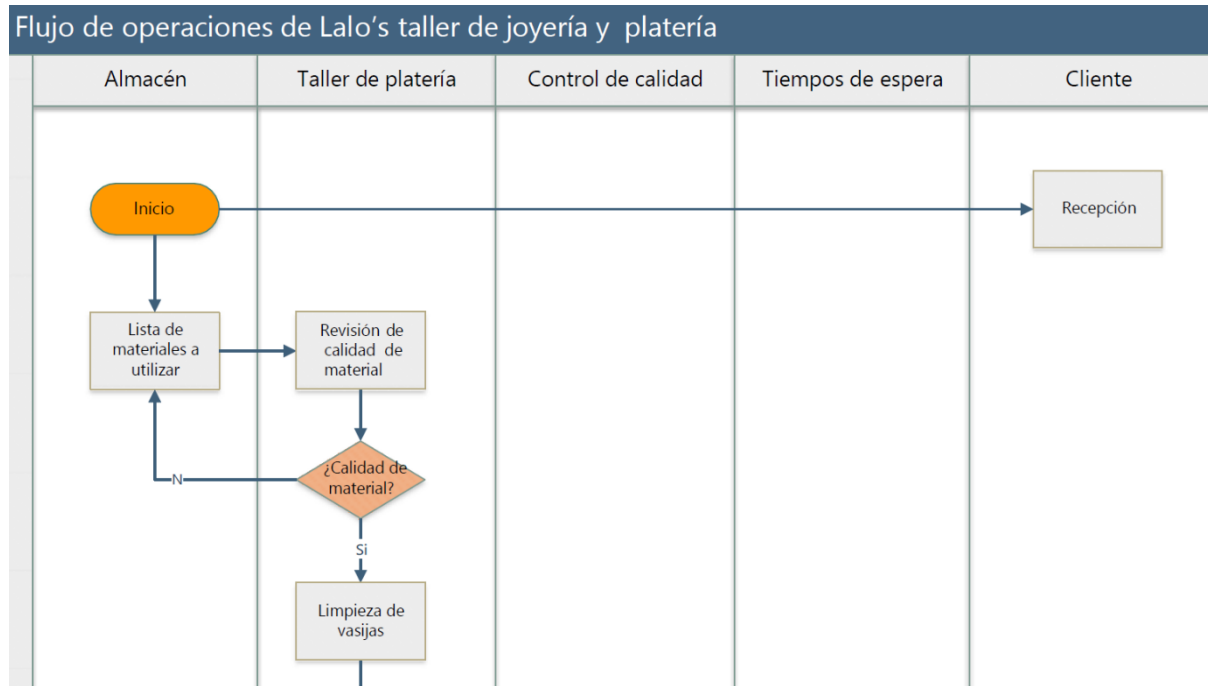 Flujo de operaciones de Lalo's taller de joyería y platería
Almacén
Taller de platería
Control de calidad
Tiempos de espera
Cliente
Inicio
Recepción
Lista de
materiales a
utilizar
Revisión de
calidad de
material
¿Calidad de
material?
N
Si
Limpieza de
vasijas